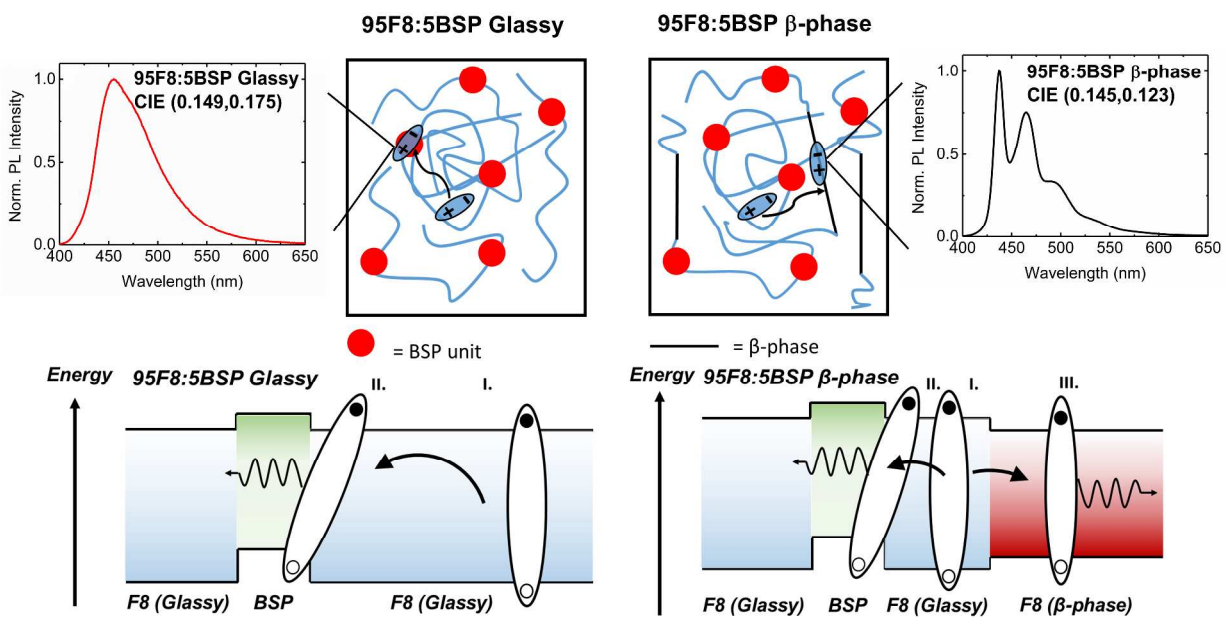 95F8:5BSP Glassy
95F8:5BSP β-phase
95F8:5BSP Glassy
CIE (0.149,0.175)
Norm. PL Intensity
1.0
0.5
0.0
400 450 500 550 600 650
Wavelength (nm)
+ -
+ -
+ -
+ -
95F8:5BSP β-phase
CIE (0.145,0.123)
Norm. PL Intensity
1.0
0.5
0.0
400 450 500 550 600 650
Wavelength (nm)
= BSP unit
= β-phase
Energy
95F8:5BSP Glassy
II.
I.
F8 (Glassy)
BSP
F8 (Glassy)
Energy
95F8:5BSP β-phase
II.
I.
III.
F8 (Glassy)
BSP
F8 (Glassy)
F8 (β-phase)